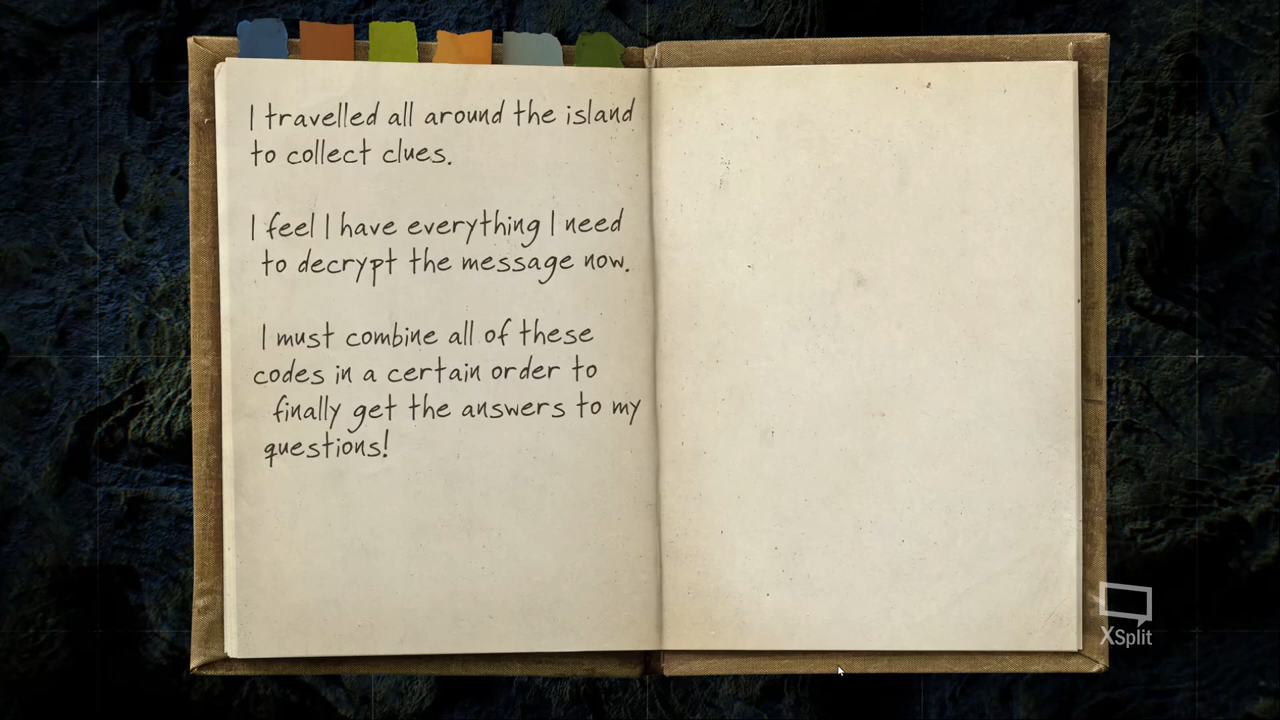 I travelled all around the island
to collect clues.
I feel I have everything I need
to decrypt the message now.
I must combine all of these
codes in a certain order to
finally get the answers to my
questions!
XSplit